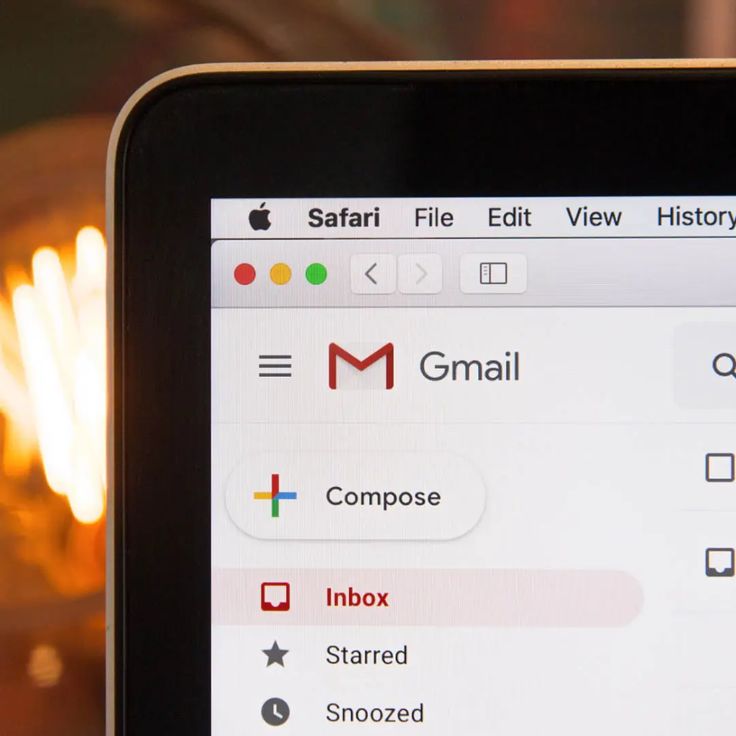 Safari File Edit View History
Gmail
Compose
Inbox
Starred
Snoozed